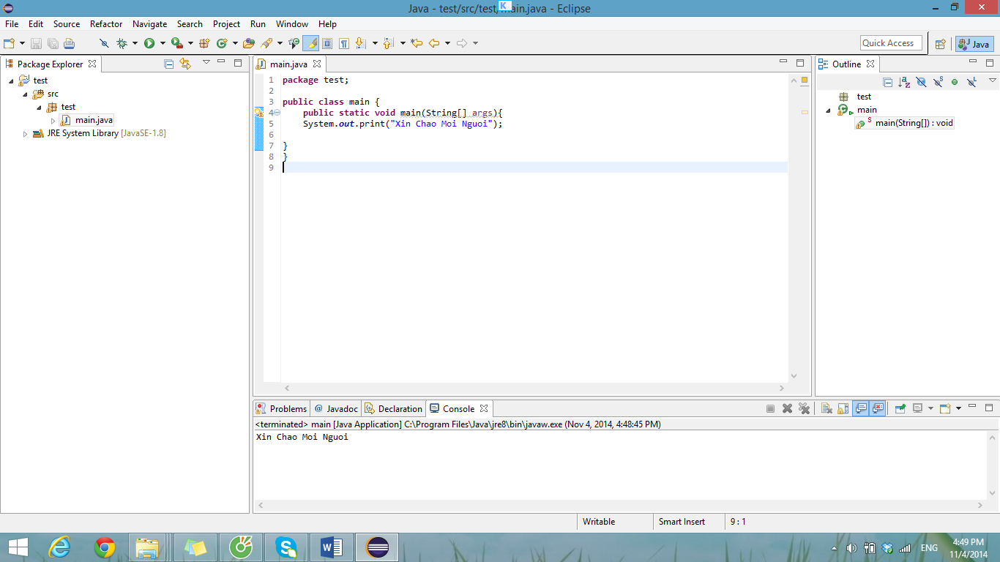 Java - test/src/test/main.java - Eclipse
K
File Edit Source Refactor Navigate Search Project Run Window Help
Quick Access
Java
Package Explorer
test
src
test
main.java
JRE System Library [JavaSE-1.8]
main.java
1 package test;
2
3 public class main {
4 public static void main(String[] args){
5 System.out.print("Xin Chao Moi Nguoi");
6
7 }
8 }
9
Outline
test
main
S main(String[]) : void
Problems @ Javadoc Declaration Console
<terminated> main [Java Application] C:\Program Files\Java\jre8\bin\javaw.exe (Nov 4, 2014, 4:48:45 PM)
Xin Chao Moi Nguoi
Writable Smart Insert 9 : 1
ENG
4:49 PM
11/4/2014